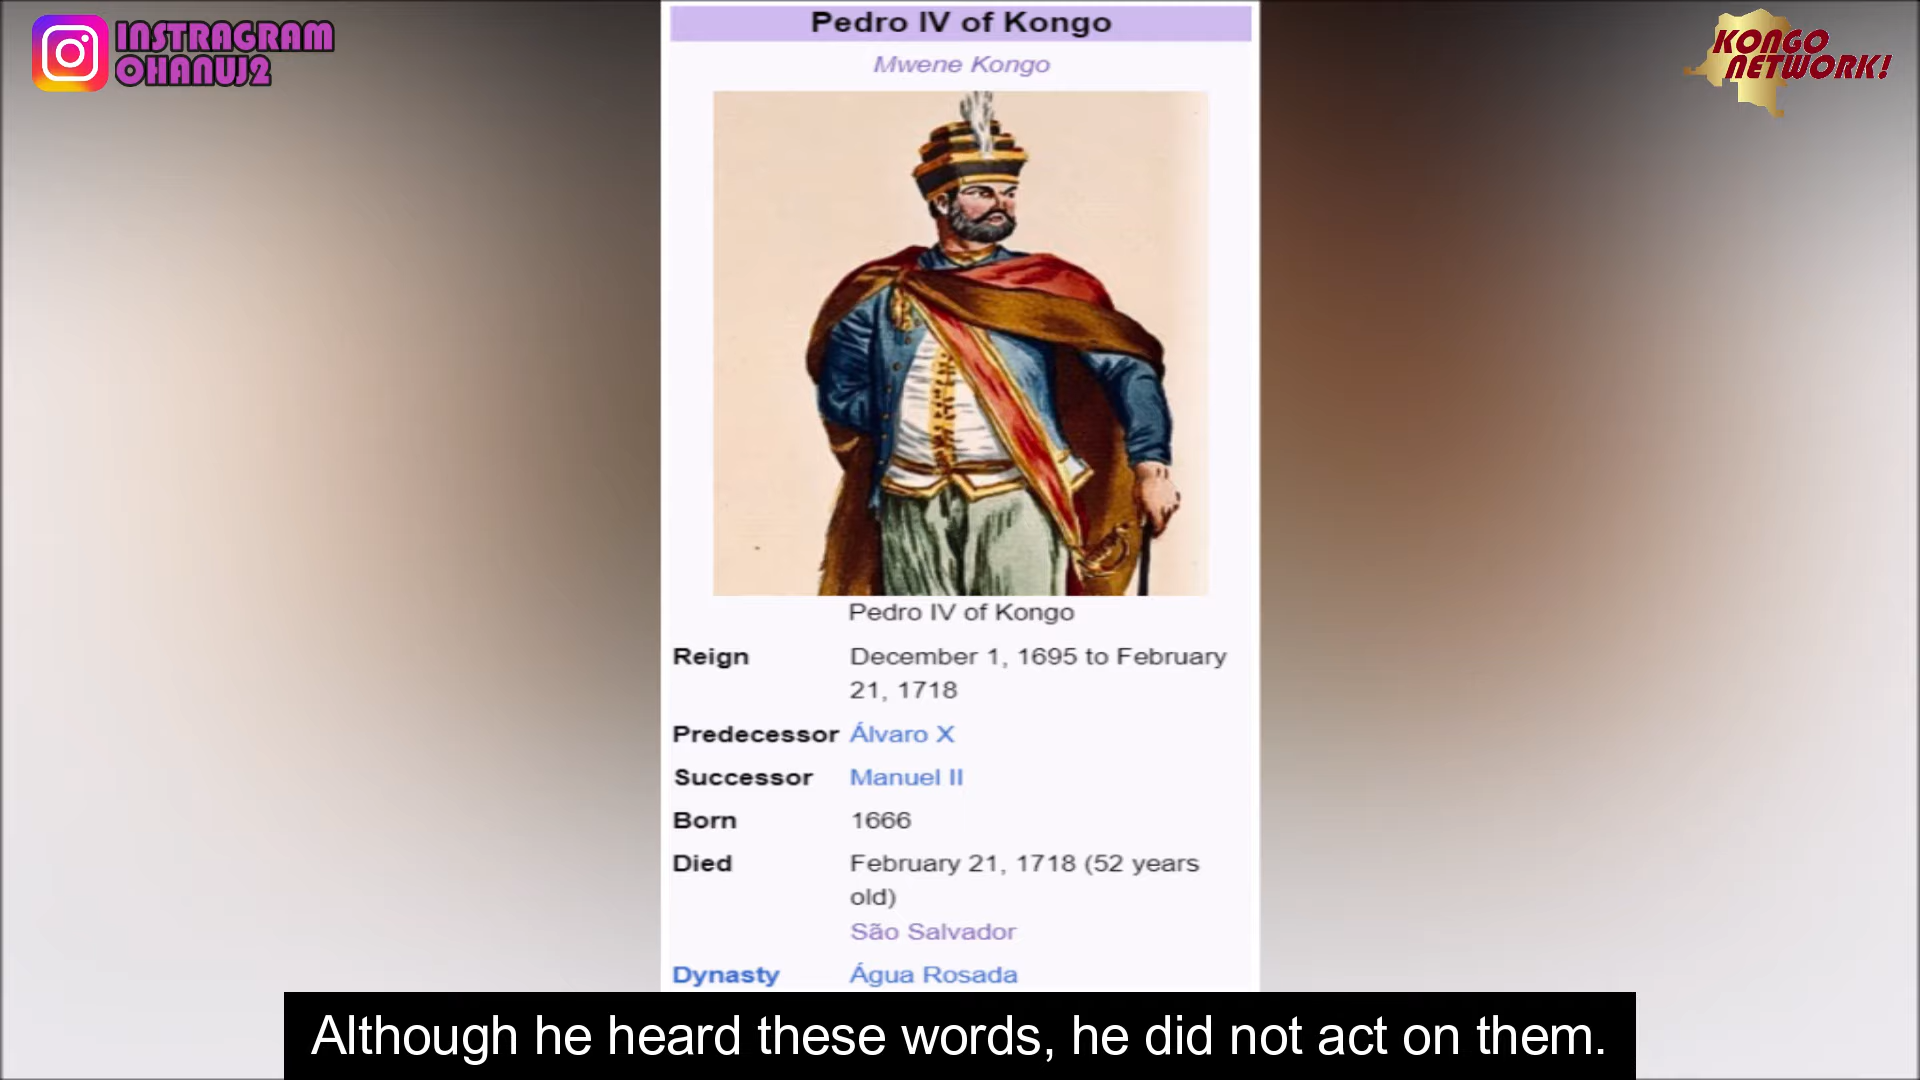 INSTRAGRAM
OHANUJ2
KONGO
NETWORK!
Pedro IV of Kongo
Mwene Kongo
Pedro IV of Kongo
Reign December 1, 1695 to February
21, 1718
Predecessor Álvaro X
Successor Manuel II
Born 1666
Died February 21, 1718 (52 years
old)
São Salvador
Dynasty Água Rosada
Although he heard these words, he did not act on them.